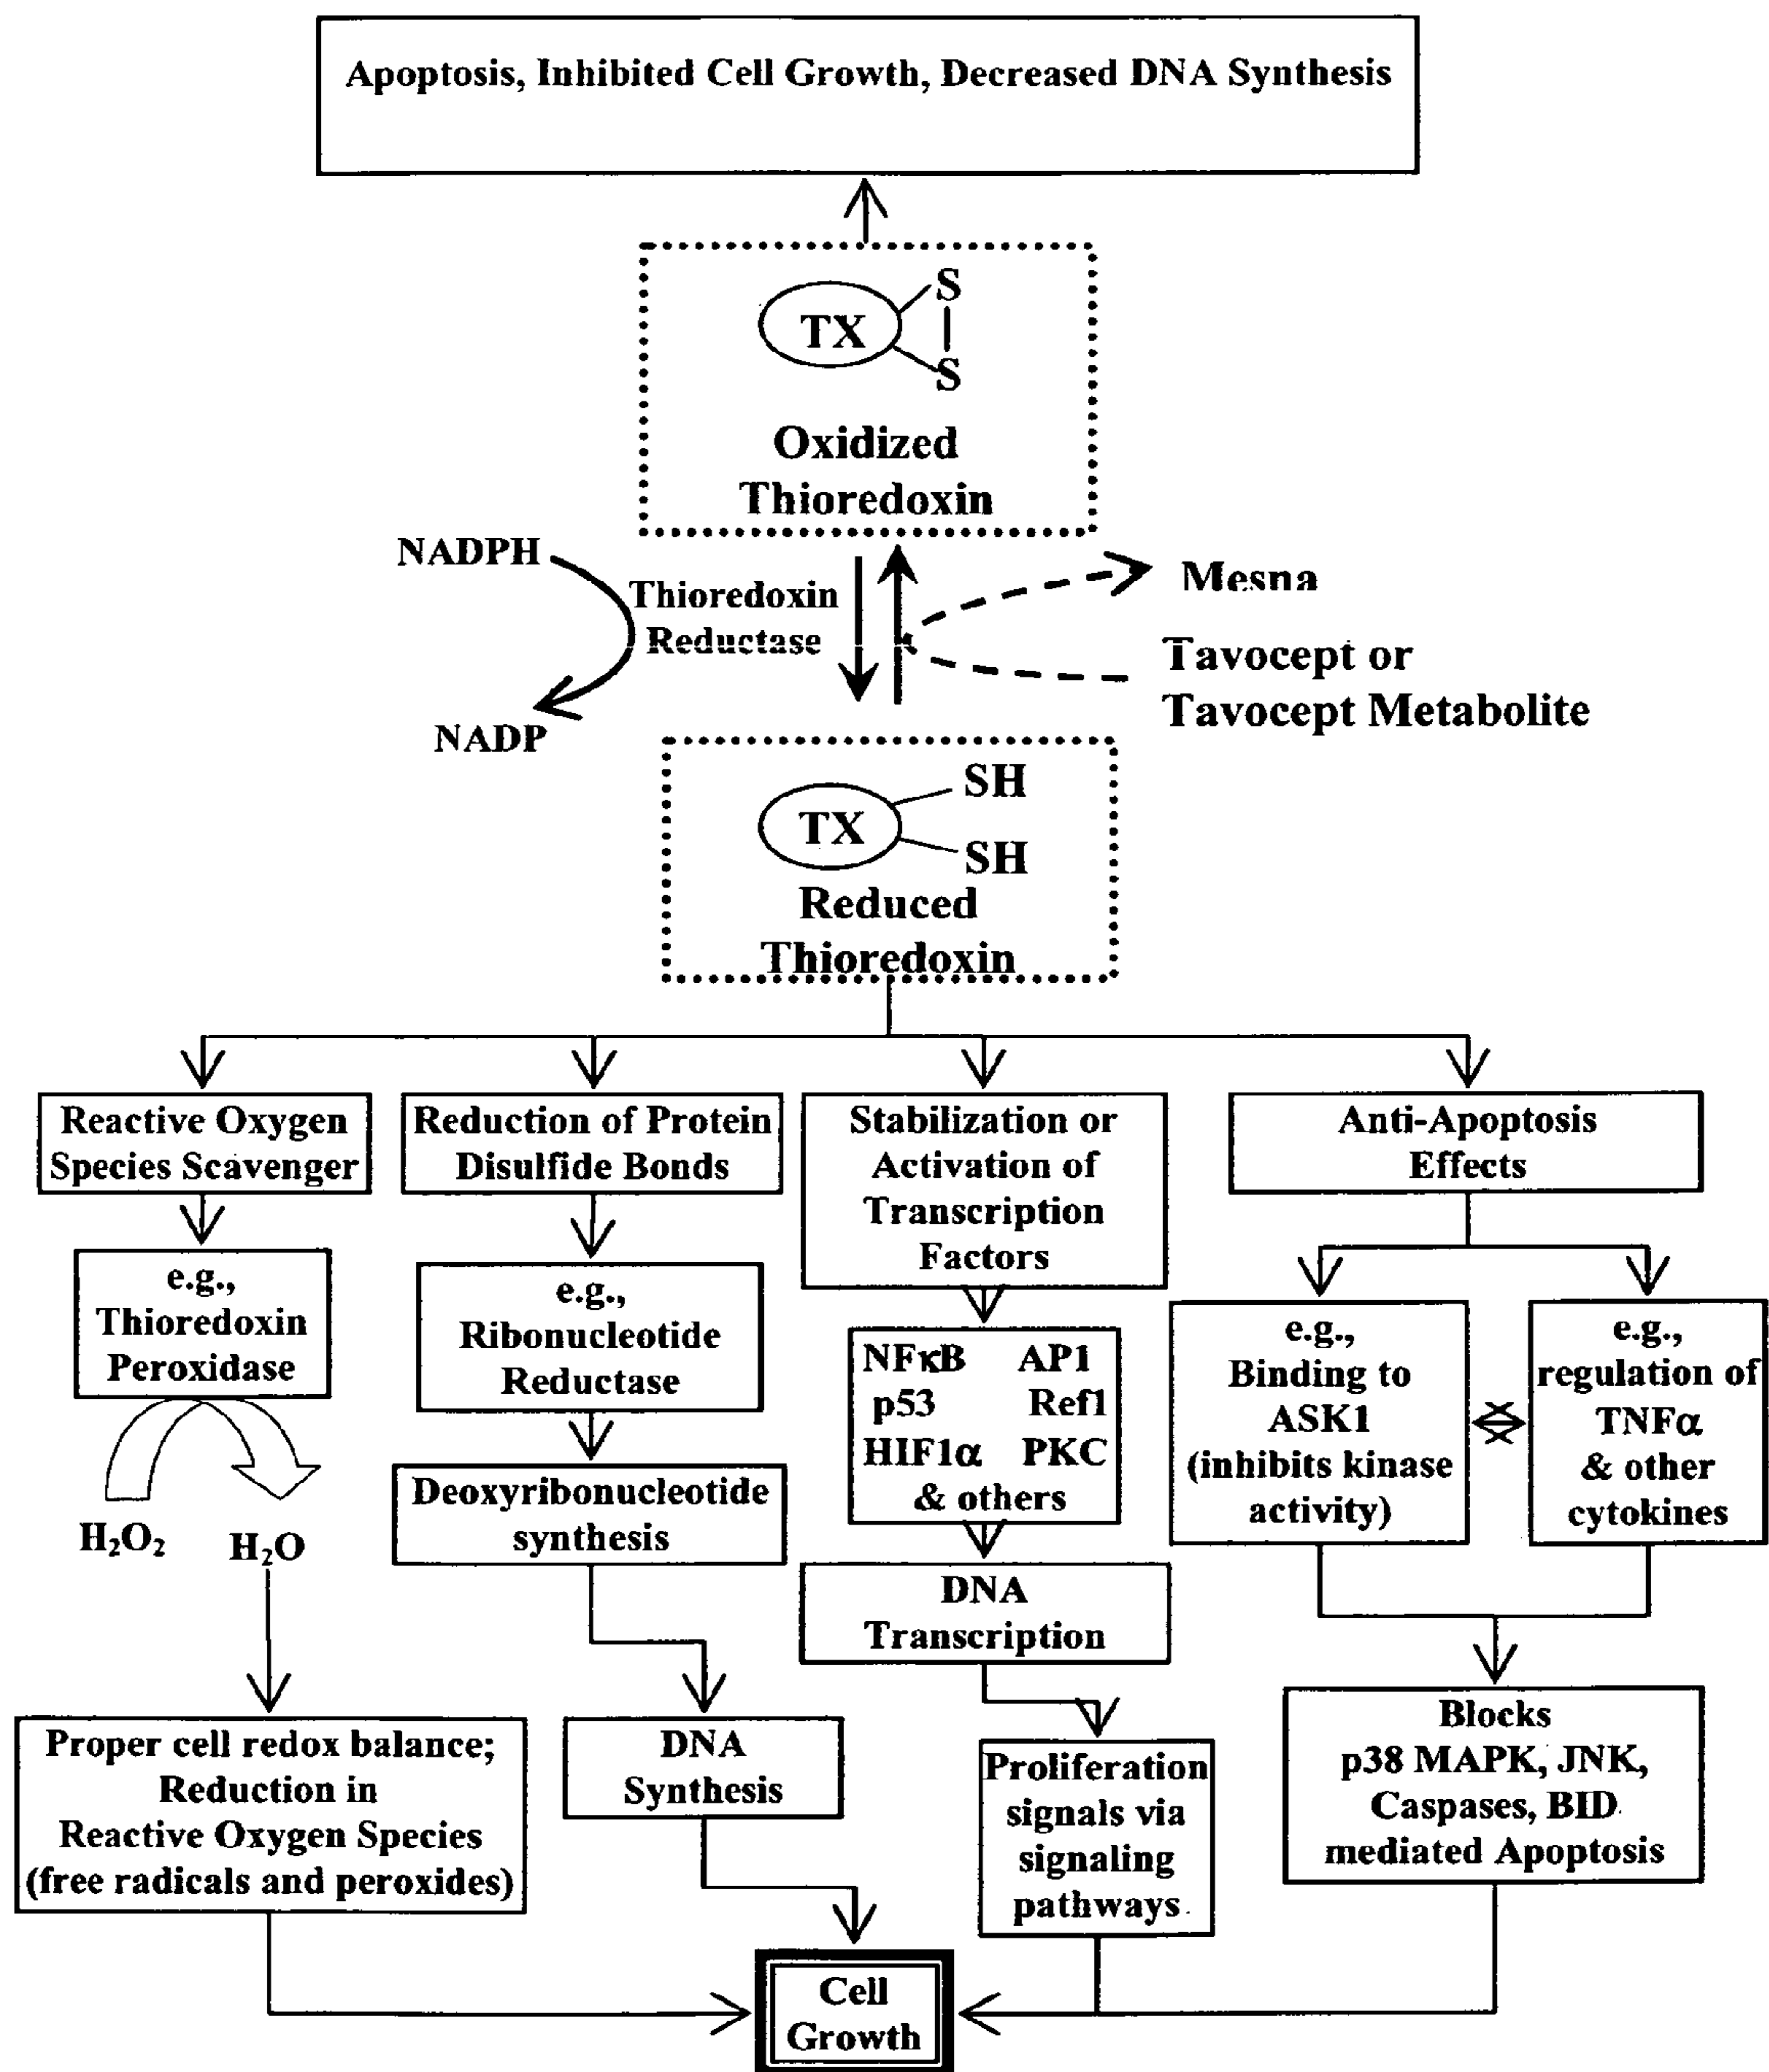 Apoptosis, Inhibited Cell Growth, Decreased DNA Synthesis
TX
S
S
Oxidized
Thioredoxin
NADPH
Thioredoxin
Reductase
NADP
Mesna
Tavocept or
Tavocept Metabolite
TX
SH
SH
Reduced
Thioredoxin
Reactive Oxygen
Species Scavenger
Reduction of Protein
Disulfide Bonds
Stabilization or
Activation of
Transcription
Factors
Anti-Apoptosis
Effects
e.g.,
Thioredoxin
Peroxidase
e.g.,
Ribonucleotide
Reductase
NFκB AP1
p53 Ref1
HIF1α PKC
& others
e.g.,
Binding to
ASK1
(inhibits kinase
activity)
e.g.,
regulation of
TNFα
& other
cytokines
H₂O₂
H₂O
Deoxyribonucleotide
synthesis
DNA
Transcription
Proper cell redox balance;
Reduction in
Reactive Oxygen Species
(free radicals and peroxides)
DNA
Synthesis
Proliferation
signals via
signaling
pathways
Blocks
p38 MAPK, JNK,
Caspases, BID
mediated Apoptosis
Cell
Growth